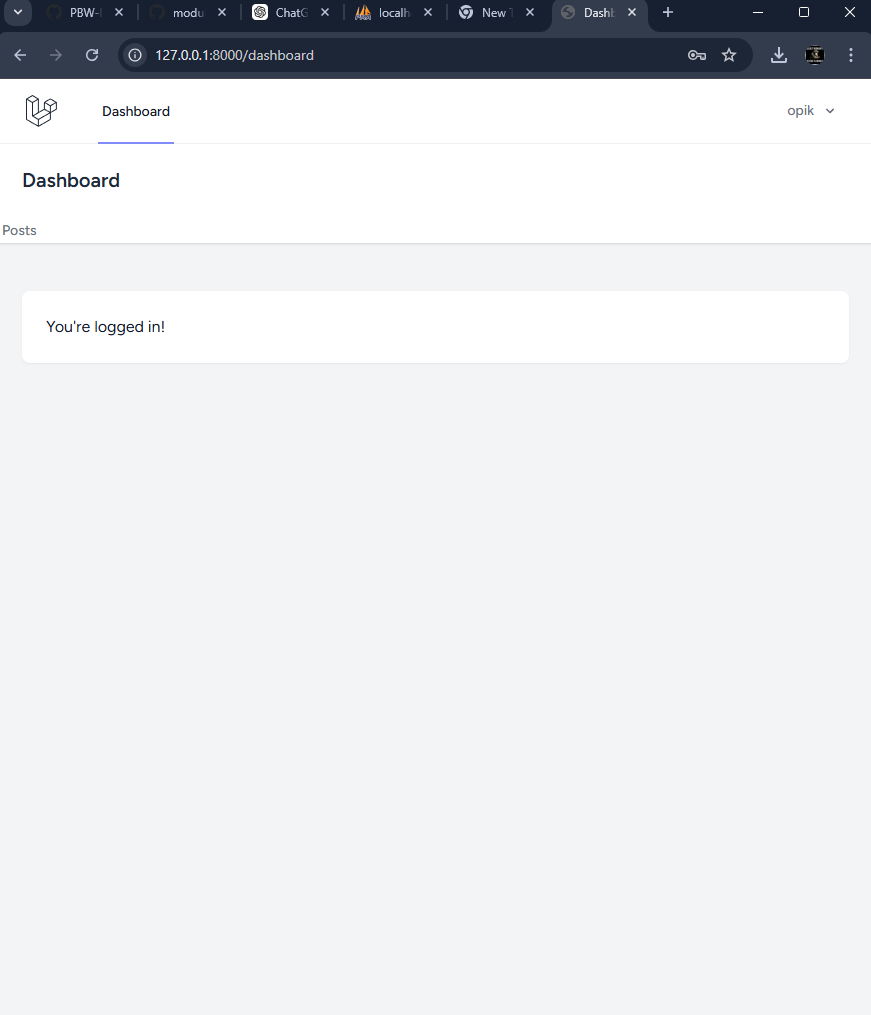 PBW-
modu
ChatG
localh
New T
Dashb
127.0.0.1:8000/dashboard
Dashboard
opik
Dashboard
Posts
You're logged in!